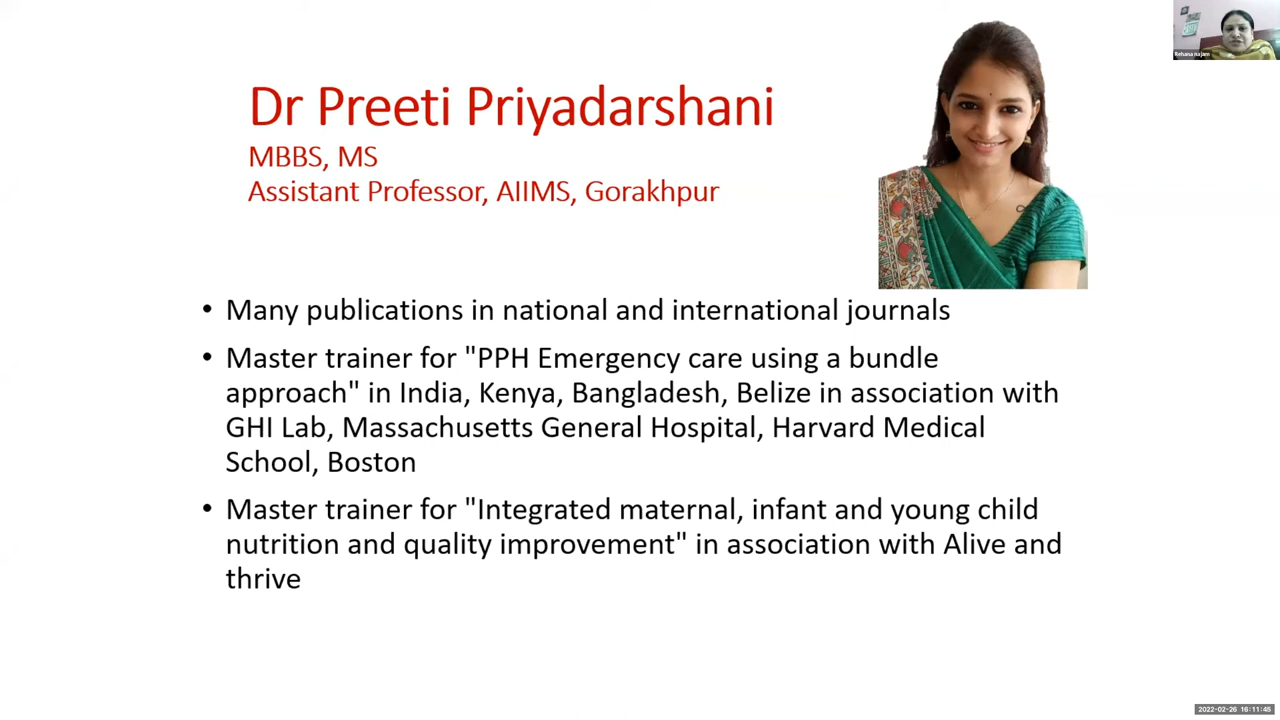 Dr Preeti Priyadarshani
MBBS, MS
Assistant Professor, AIIMS, Gorakhpur
• Many publications in national and international journals
• Master trainer for "PPH Emergency care using a bundle
approach" in India, Kenya, Bangladesh, Belize in association with
GHI Lab, Massachusetts General Hospital, Harvard Medical
School, Boston
• Master trainer for "Integrated maternal, infant and young child
nutrition and quality improvement" in association with Alive and
thrive
Rehana najam
2022-02-26 16:11:45